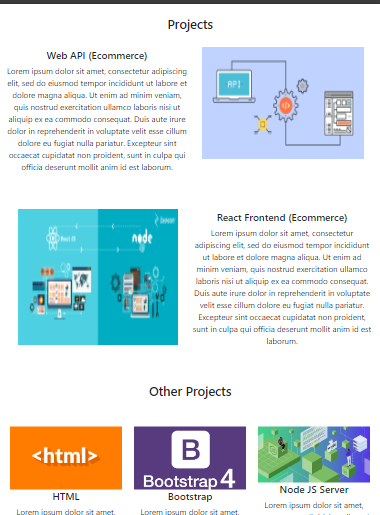 Projects
Web API (Ecommerce)
Lorem ipsum dolor sit amet, consectetur adipiscing
elit, sed do eiusmod tempor incididunt ut labore et
dolore magna aliqua. Ut enim ad minim veniam,
quis nostrud exercitation ullamco laboris nisi ut
aliquip ex ea commodo consequat. Duis aute irure
dolor in reprehenderit in voluptate velit esse cillum
dolore eu fugiat nulla pariatur. Excepteur sint
occaecat cupidatat non proident, sunt in culpa qui
officia deserunt mollit anim id est laborum.
API
node
React Frontend (Ecommerce)
Lorem ipsum dolor sit amet, consectetur
adipiscing elit, sed do eiusmod tempor incididunt
ut labore et dolore magna aliqua. Ut enim ad
minim veniam, quis nostrud exercitation ullamco
laboris nisi ut aliquip ex ea commodo consequat.
Duis aute irure dolor in reprehenderit in voluptate
velit esse cillum dolore eu fugiat nulla pariatur.
Excepteur sint occaecat cupidatat non proident,
sunt in culpa qui officia deserunt mollit anim id est
laborum.
Other Projects
<html>
HTML
Lorem ipsum dolor sit amet,
B
Bootstrap 4
Bootstrap
Lorem ipsum dolor sit amet,
Node JS Server
Lorem ipsum dolor sit amet,